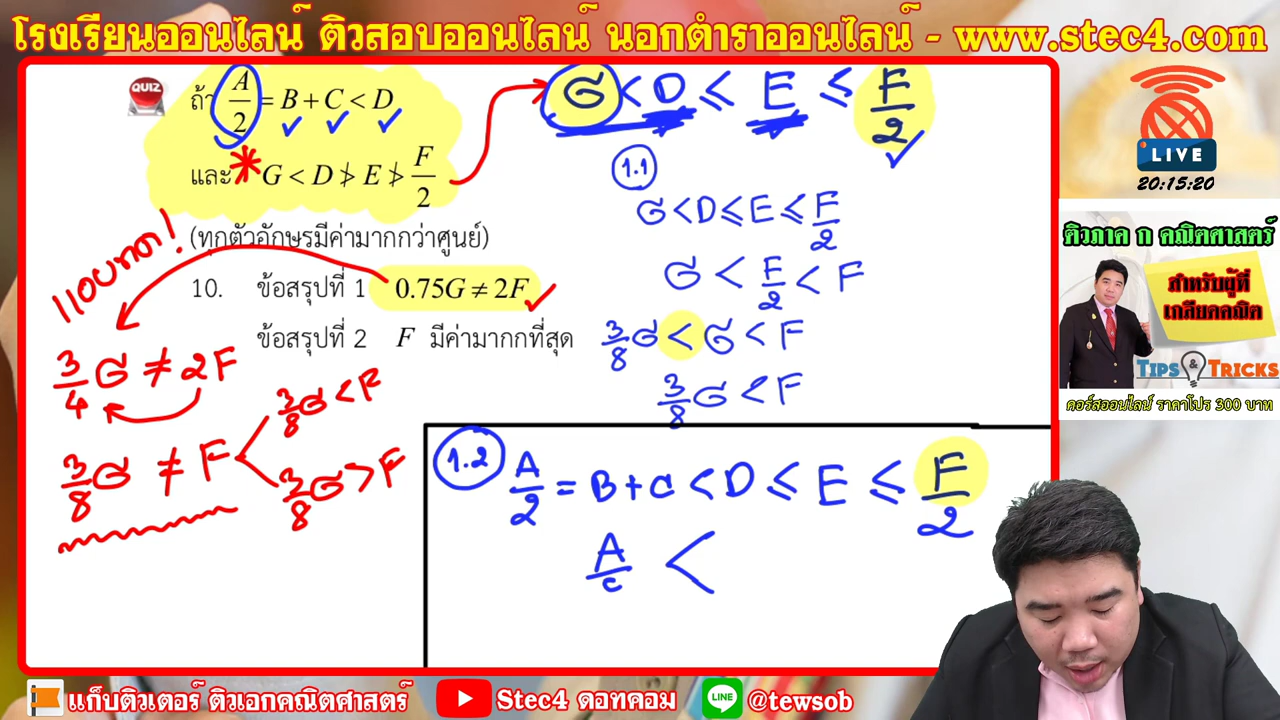 โรงเรียนออนไลน์ ติวสอบออนไลน์ นอกตำราออนไลน์ - www.stec4.com
QUIZ
ถ้า A/2 = B + C < D
และ * G < D ≯ E ≯ F/2
(ทุกตัวอักษรมีค่ามากกว่าศูนย์)
10. ข้อสรุปที่ 1 0.75G ≠ 2F
ข้อสรุปที่ 2 F มีค่ามากกที่สุด
3/4 G ≠ 2F
3/8 G ≠ F
3/8 G < F
3/8 G > F
G < D ≤ E ≤ F/2
1.1
G < D ≤ E ≤ F/2
G < F/2 < F
3/8 G < G < F
3/8 G < F
1.2 A/2 = B + C < D ≤ E ≤ F/2
A/C <
LIVE
20:15:20
ติวภาค ก คณิตศาสตร์
สำหรับผู้ที่
เกลียดคณิต
TIPS & TRICKS
คอร์สออนไลน์ ราคาโปร 300 บาท
แก๊บติวเตอร์ ติวเอกคณิตศาสตร์ Stec4 ดอทคอม LINE @tewsob